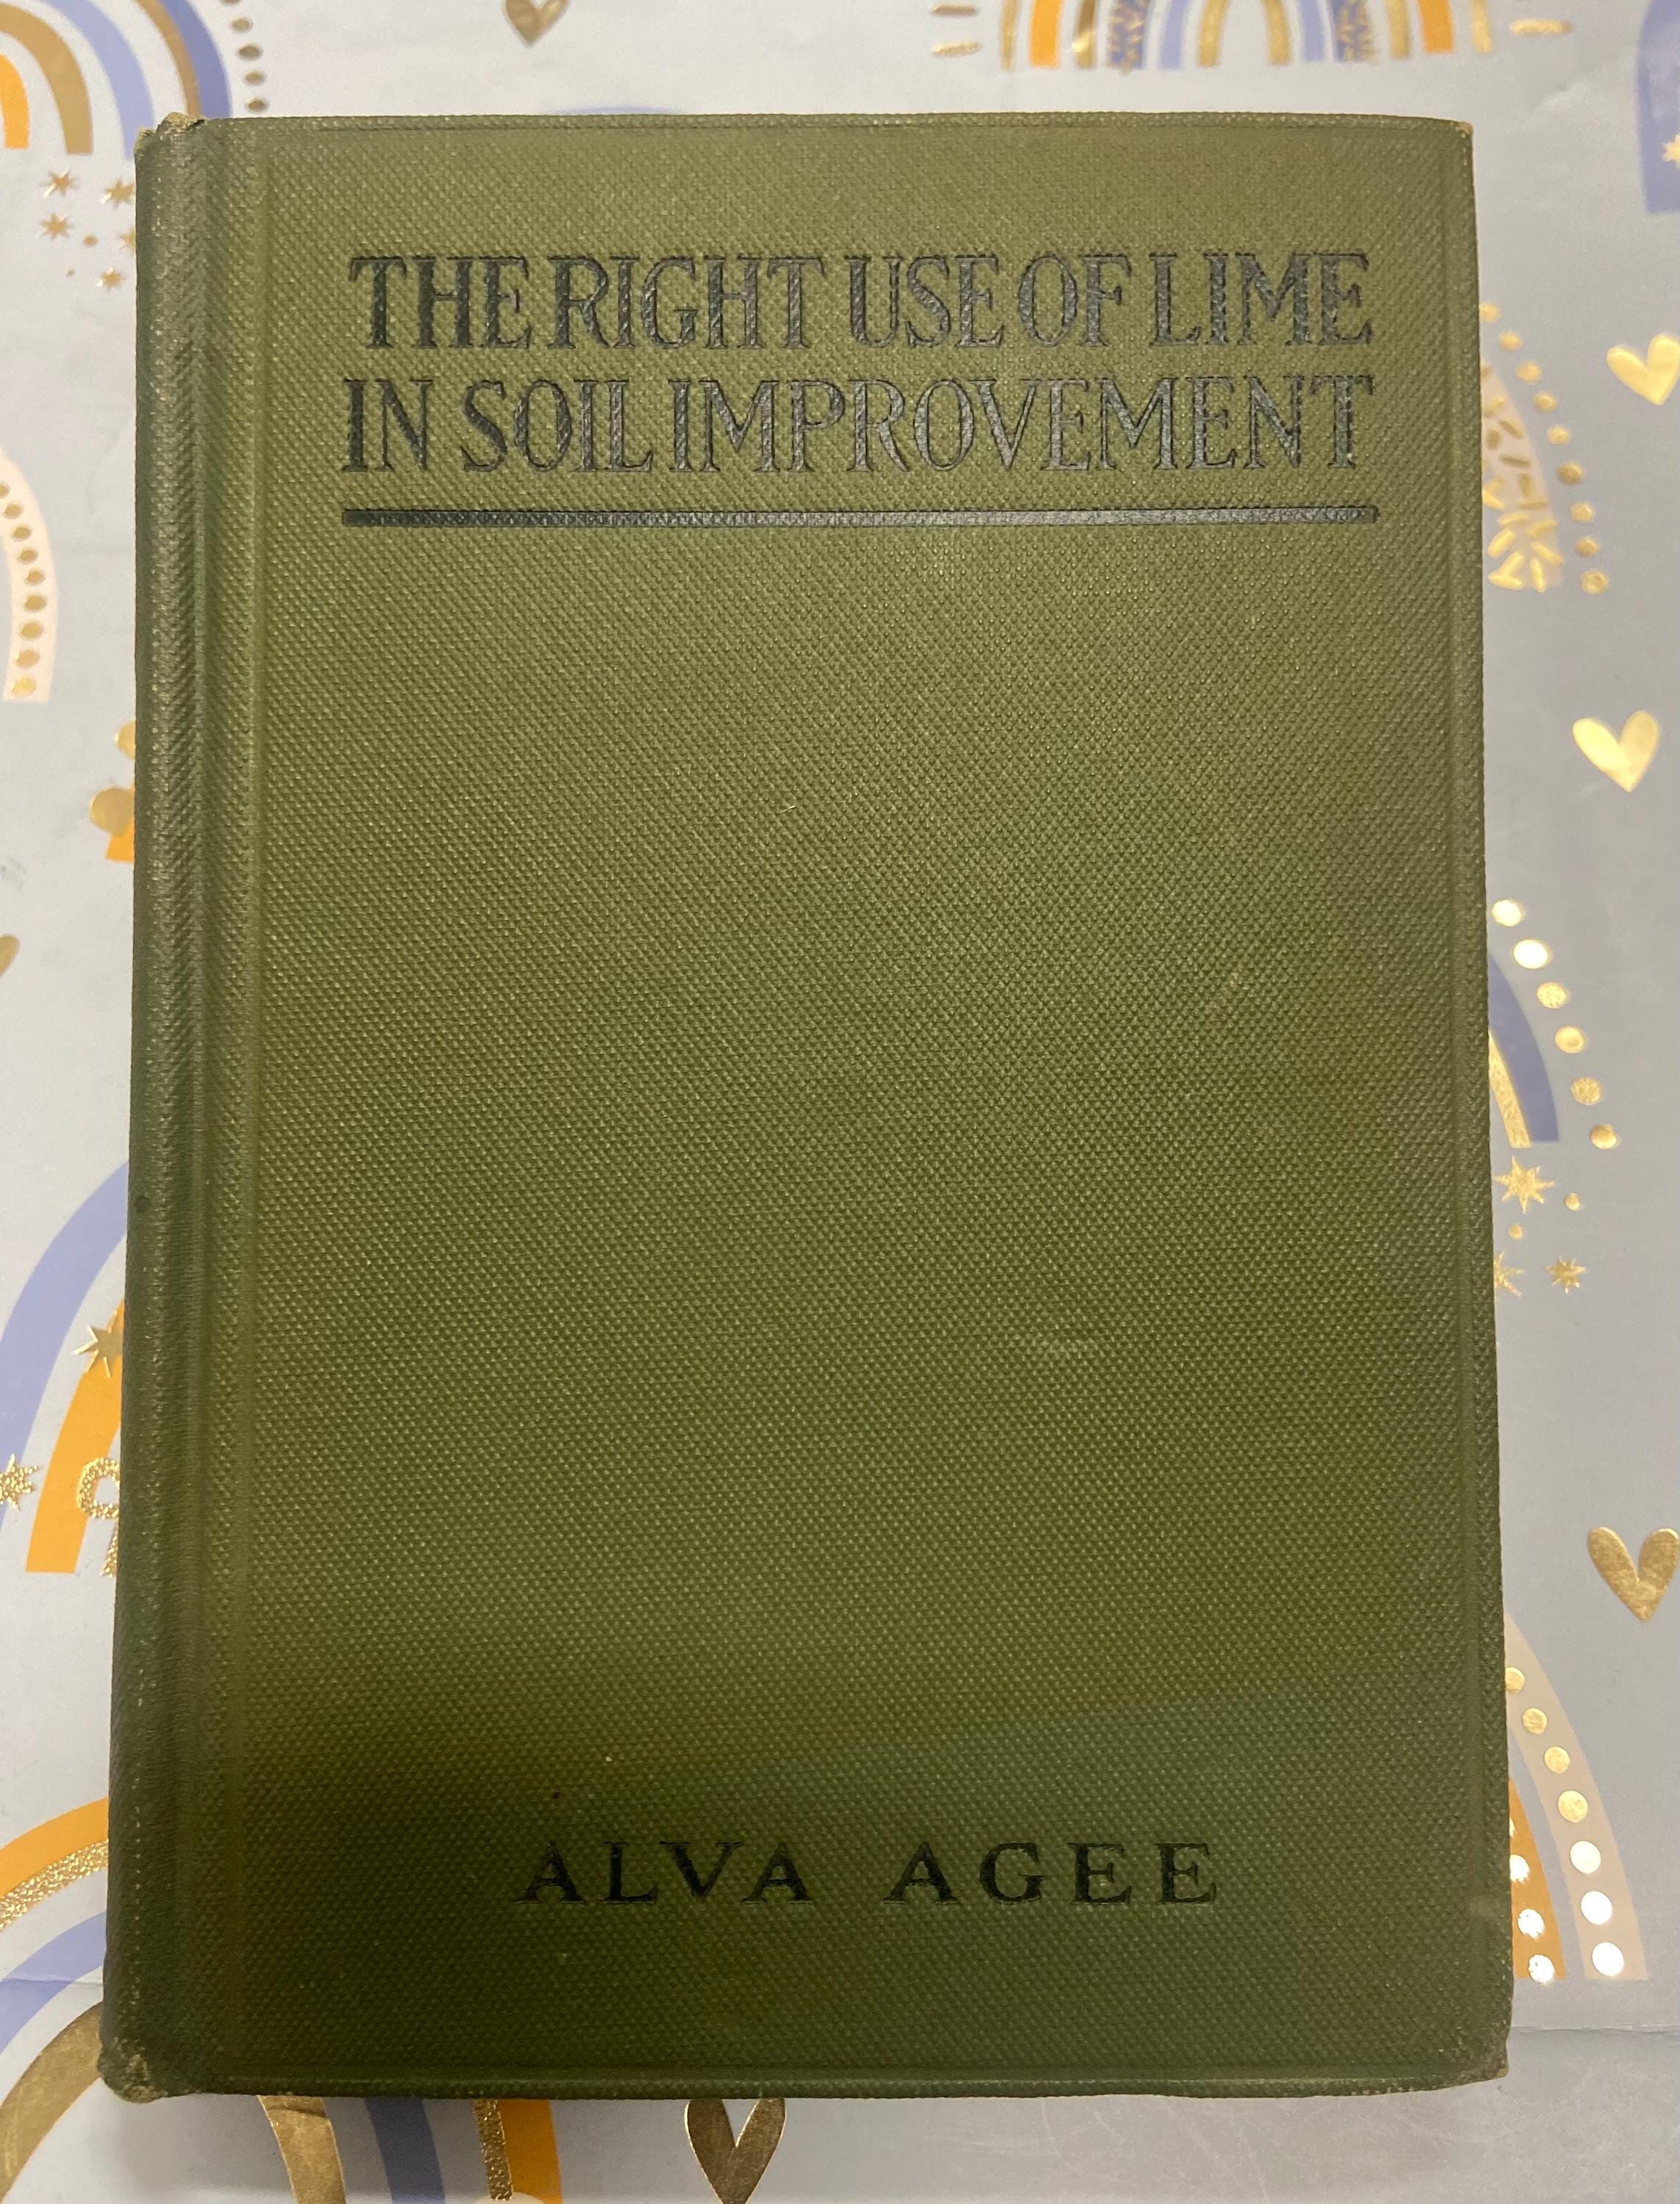 THE RIGHT USE OF LIME
IN SOIL IMPROVEMENT
ALVA AGEE